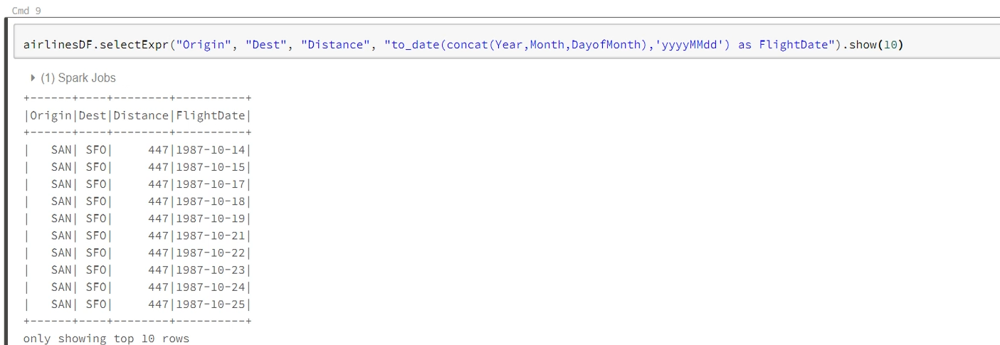 Cmd 9
airlinesDF.selectExpr("Origin", "Dest", "Distance", "to_date(concat(Year,Month,DayofMonth),'yyyyMMdd') as FlightDate").show(10)
(1) Spark Jobs
+------+----+--------+----------+
|Origin|Dest|Distance|FlightDate|
+------+----+--------+----------+
|   SAN| SFO|     447|1987-10-14|
|   SAN| SFO|     447|1987-10-15|
|   SAN| SFO|     447|1987-10-17|
|   SAN| SFO|     447|1987-10-18|
|   SAN| SFO|     447|1987-10-19|
|   SAN| SFO|     447|1987-10-21|
|   SAN| SFO|     447|1987-10-22|
|   SAN| SFO|     447|1987-10-23|
|   SAN| SFO|     447|1987-10-24|
|   SAN| SFO|     447|1987-10-25|
+------+----+--------+----------+
only showing top 10 rows